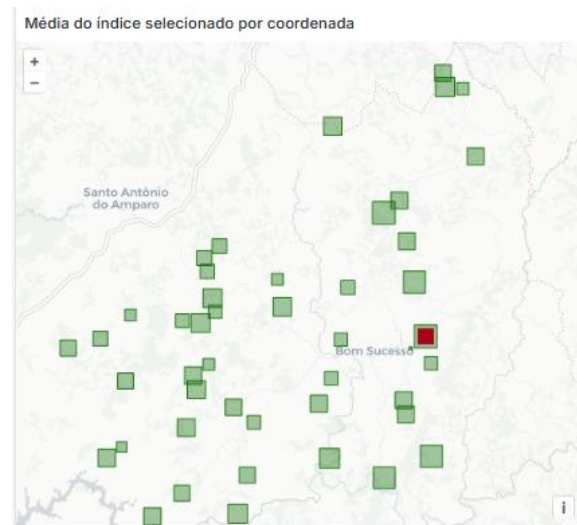 Média do índice selecionado por coordenada
+
−
Santo Antônio
do Amparo
Bom Sucesso
i